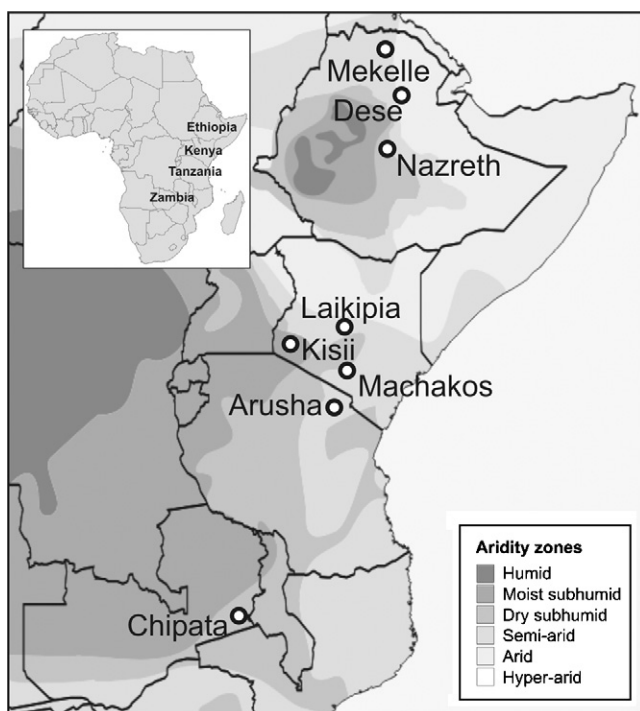 Ethiopia
Kenya
Tanzania
Zambia
Mekelle
Dese
Nazreth
Laikipia
Kisii
Machakos
Arusha
Chipata
Aridity zones
Humid
Moist subhumid
Dry subhumid
Semi-arid
Arid
Hyper-arid